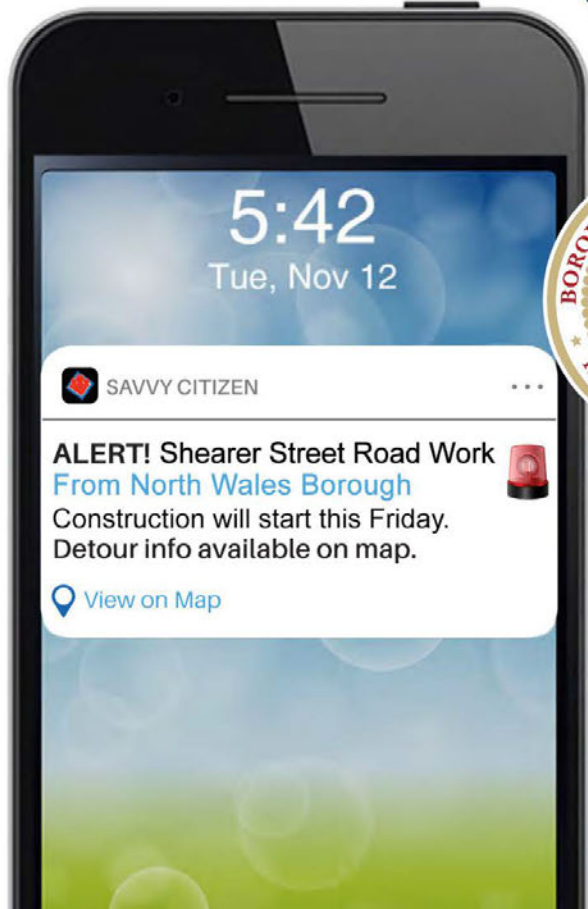 5:42
Tue, Nov 12
SAVVY CITIZEN
ALERT! Shearer Street Road Work
From North Wales Borough
Construction will start this Friday.
Detour info available on map.
View on Map